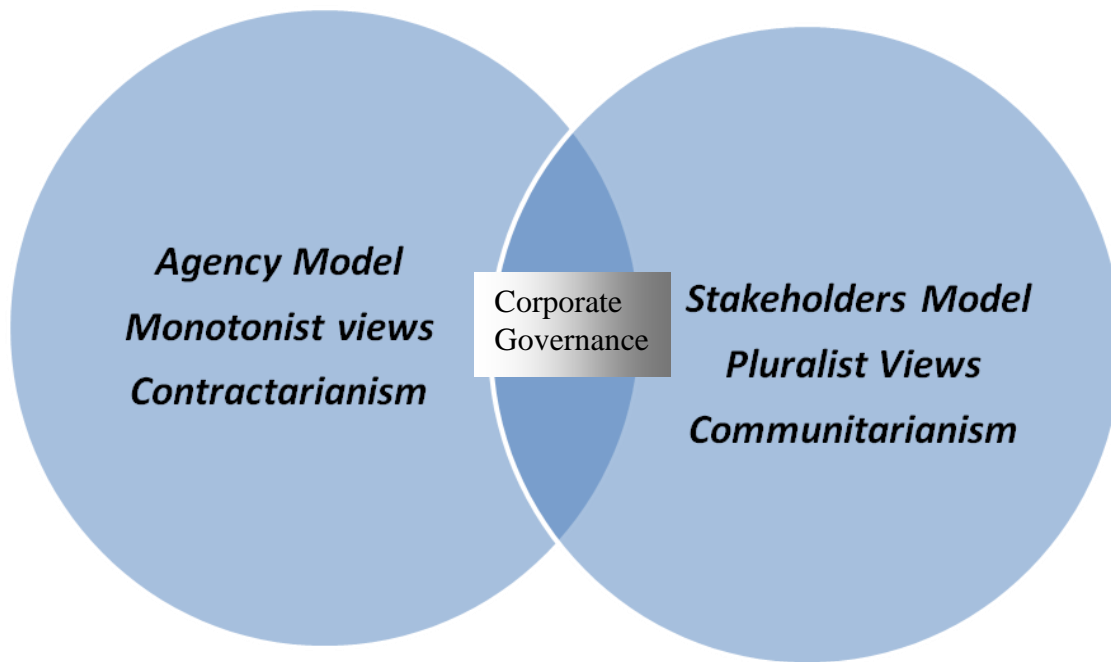 Agency Model
Monotonist views
Contractarianism
Corporate
Governance
Stakeholders Model
Pluralist Views
Communitarianism